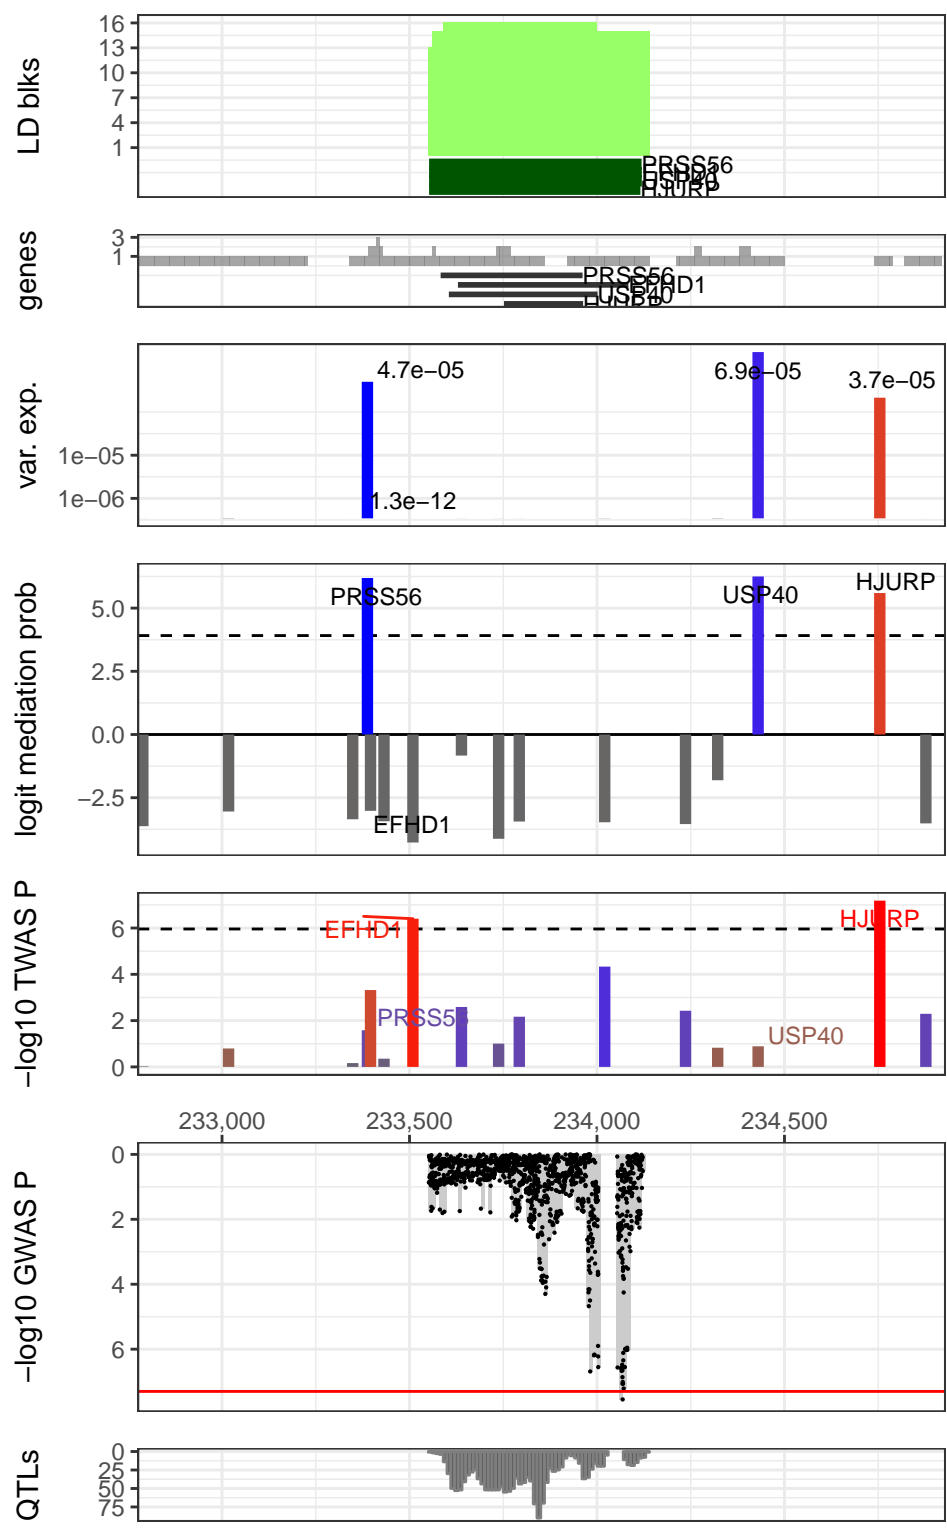 LD blks
16
13
10
7
4
1
PRSS56
EFHD1
USP40
HJURP
genes
3
1
PRSS56
EFHD1
USP40
HJURP
var. exp.
1e−05
1e−06
4.7e−05
1.3e−12
6.9e−05
3.7e−05
logit mediation prob
5.0
2.5
0.0
−2.5
PRSS56
EFHD1
USP40
HJURP
−log10 TWAS P
6
4
2
0
EFHD1
PRSS56
USP40
HJURP
233,000 233,500 234,000 234,500
−log10 GWAS P
0
2
4
6
QTLs
0
25
50
75